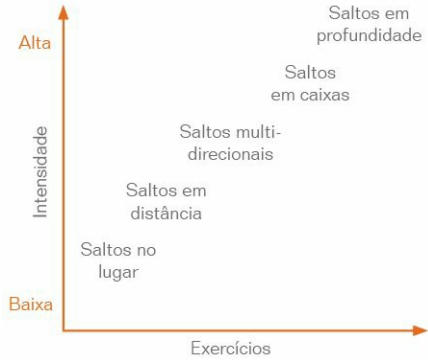 Saltos em
profundidade
Alta
Saltos
em caixas
Saltos multi-
direcionais
Intensidade
Saltos em
distância
Saltos no
lugar
Baixa
Exercícios